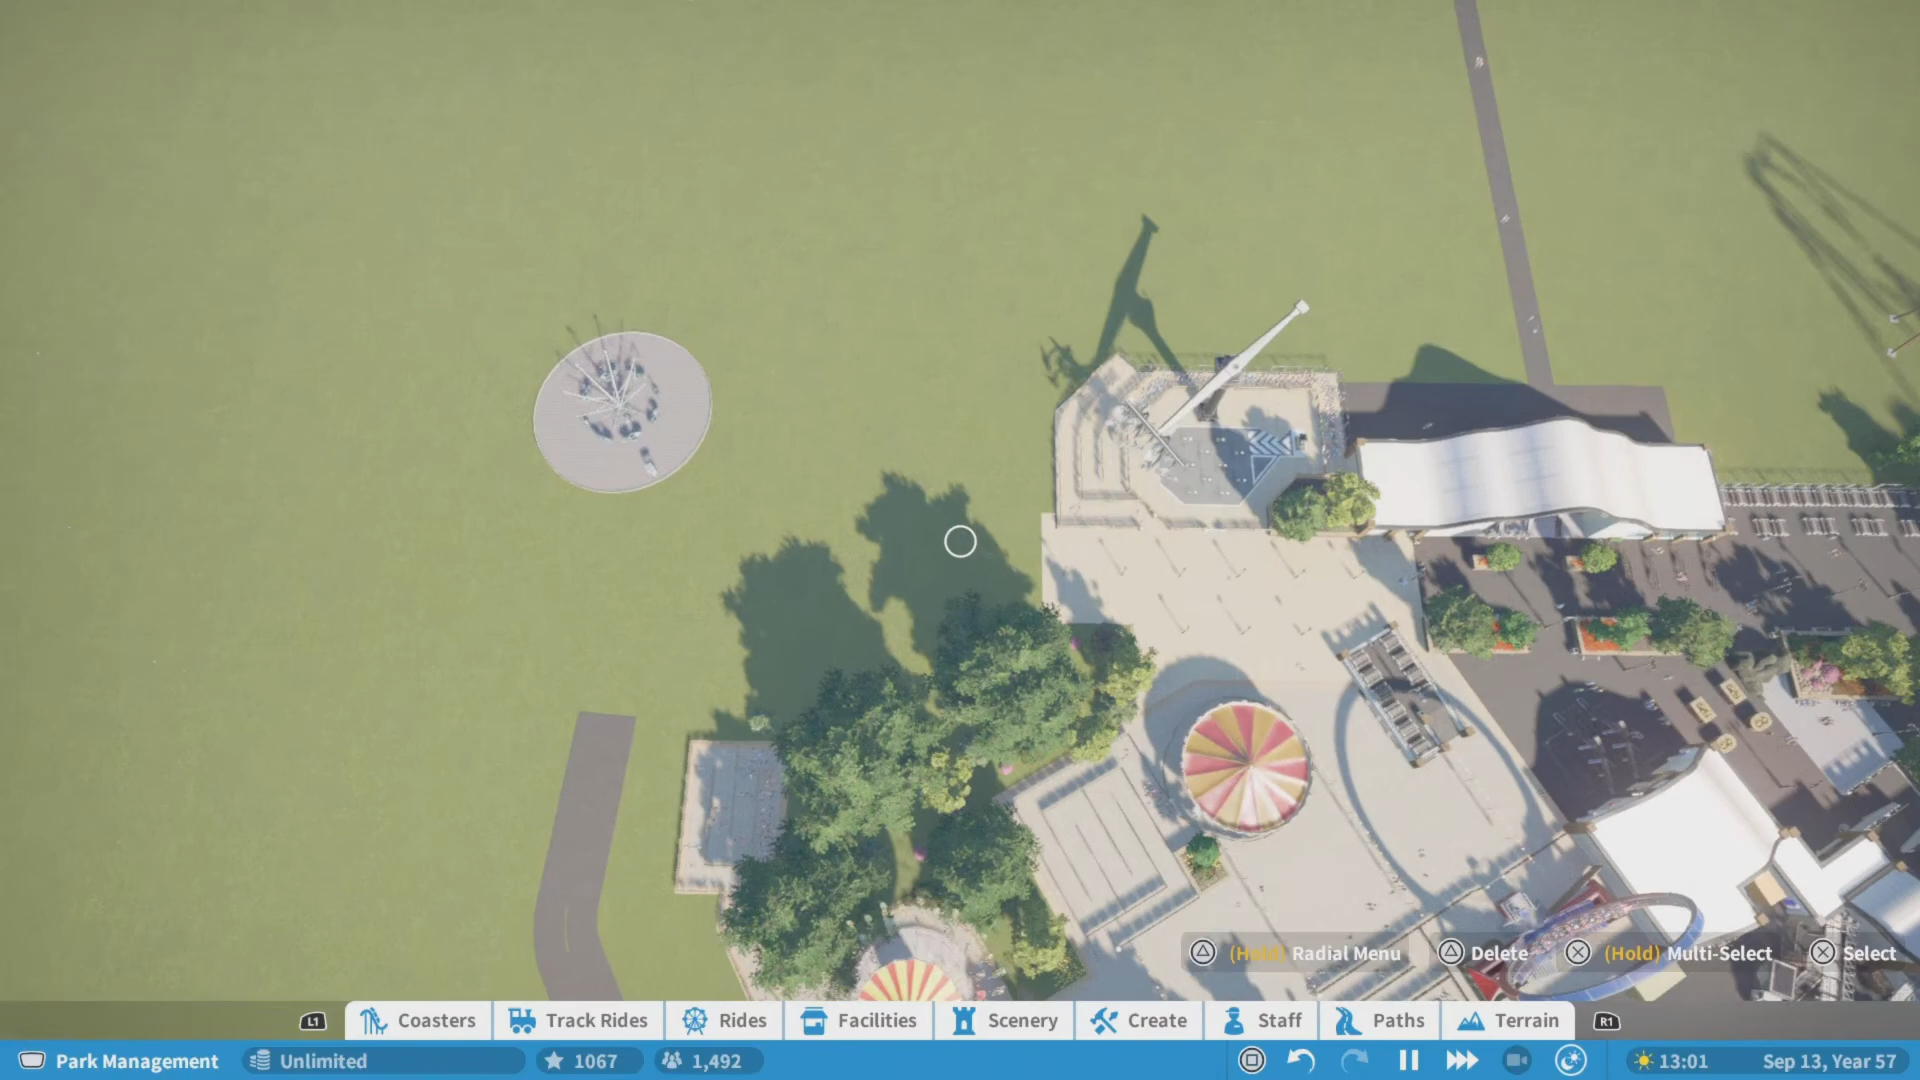 (Hold) Radial Menu
Delete
(Hold) Multi-Select
Select
L1
Coasters
Track Rides
Rides
Facilities
Scenery
Create
Staff
Paths
Terrain
R1
Park Management
Unlimited
1067
1,492
13:01
Sep 13, Year 57